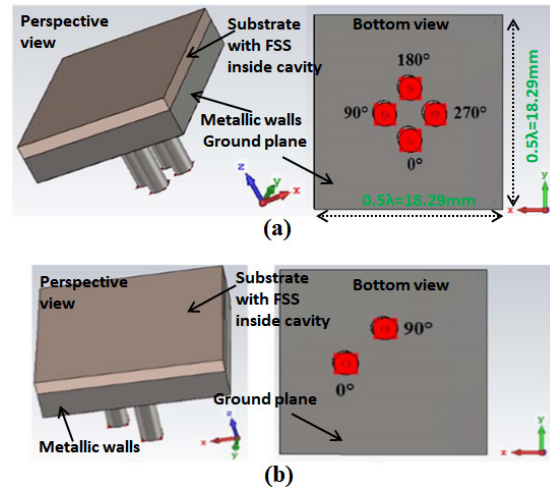 Perspective
view
Substrate
with FSS
inside cavity
Metallic walls
Ground plane
z
y
x
Bottom view
180°
90°
270°
0°
0.5λ=18.29mm
0.5λ=18.29mm
y
x
(a)
Perspective
view
Substrate
with FSS
inside cavity
Ground
plane
Metallic walls
z
x
y
Bottom view
90°
0°
y
x
(b)